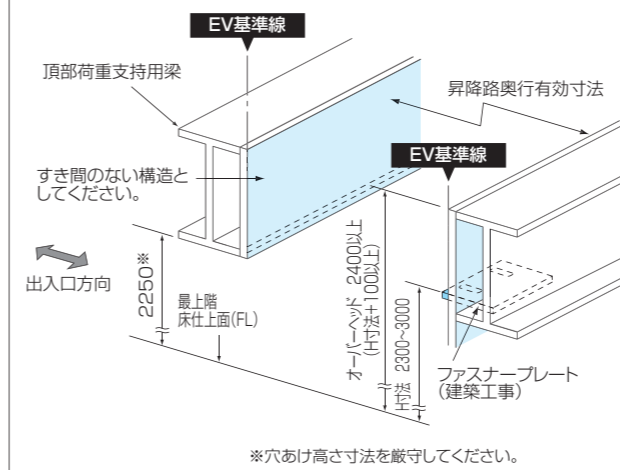 EV基準線
頂部荷重支持用梁
昇降路奥行有効寸法
EV基準線
すき間のない構造と
してください。
出入口方向
2250※
最上階
床仕上面(FL)
オーバーヘッド 2400以上
(H寸法+100以上)
H寸法 2300~3000
ファスナープレート
(建築工事)
※穴あけ高さ寸法を厳守してください。